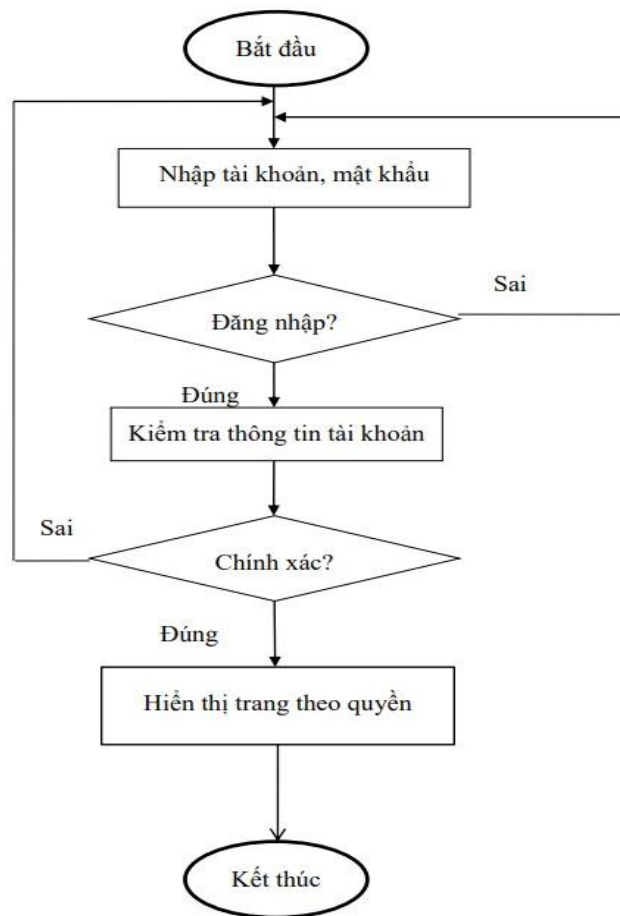 Bắt đầu
Nhập tài khoản, mật khẩu
Sai
Đăng nhập?
Đúng
Kiểm tra thông tin tài khoản
Sai
Chính xác?
Đúng
Hiển thị trang theo quyền
Kết thúc